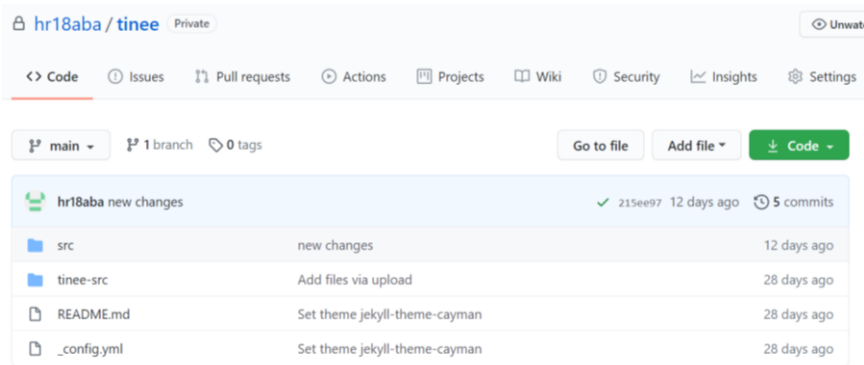 hr18aba / tinee Private Unwat
<> Code Issues Pull requests Actions Projects Wiki Security Insights Settings
main 1 branch 0 tags Go to file Add file Code
hr18aba new changes 215ee97 12 days ago 5 commits
src new changes 12 days ago
tinee-src Add files via upload 28 days ago
README.md Set theme jekyll-theme-cayman 28 days ago
_config.yml Set theme jekyll-theme-cayman 28 days ago